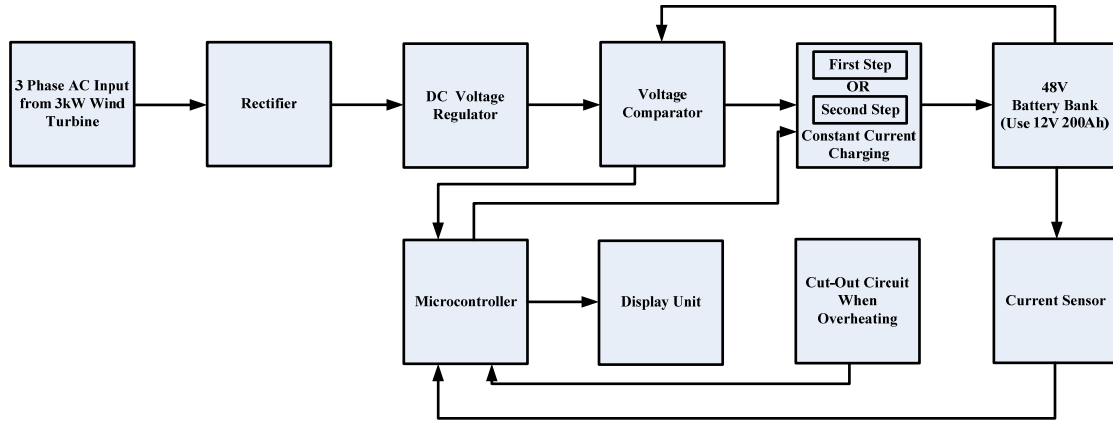 3 Phase AC Input
from 3kW Wind
Turbine
Rectifier
DC Voltage
Regulator
Voltage
Comparator
First Step
OR
Second Step
Constant Current
Charging
48V
Battery Bank
(Use 12V 200Ah)
Microcontroller
Display Unit
Cut-Out Circuit
When
Overheating
Current Sensor